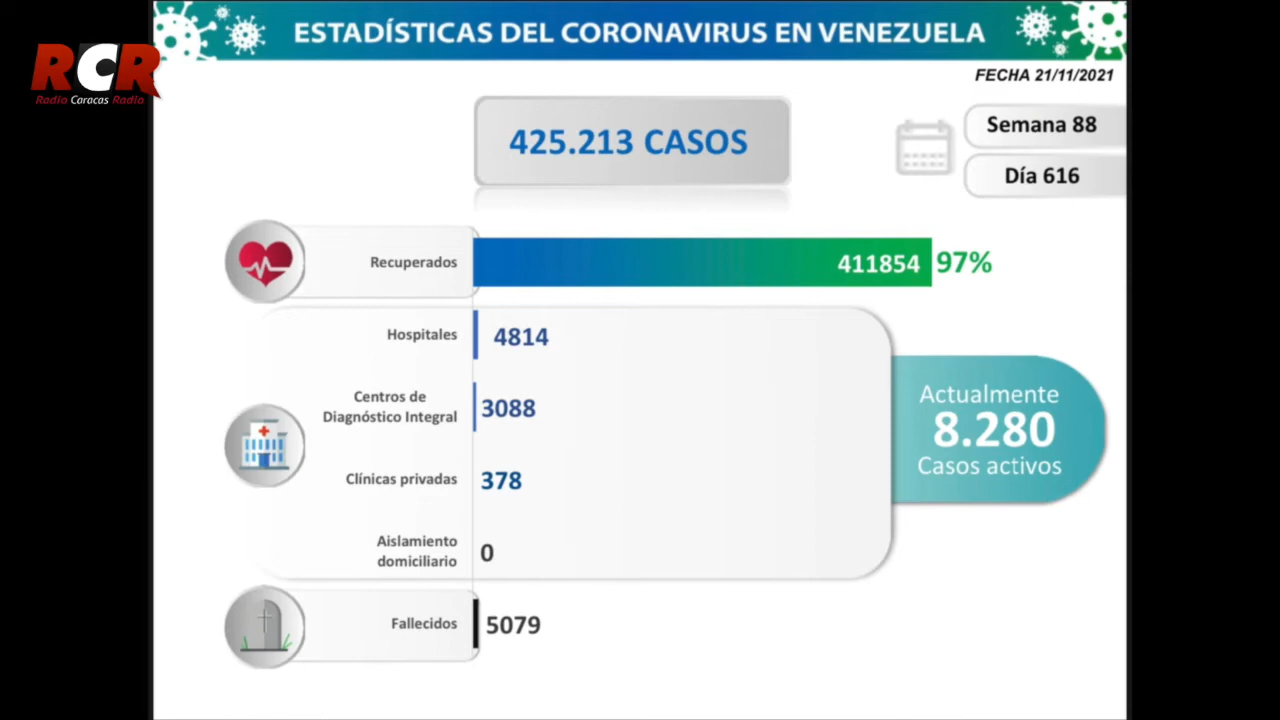 ESTADÍSTICAS DEL CORONAVIRUS EN VENEZUELA
RCR
Radio Caracas Radio
FECHA 21/11/2021
425.213 CASOS
Semana 88
Día 616
Recuperados
411854
97%
Hospitales
4814
Centros de
Diagnóstico Integral
3088
Clínicas privadas
378
Aislamiento
domiciliario
0
Actualmente
8.280
Casos activos
Fallecidos
5079